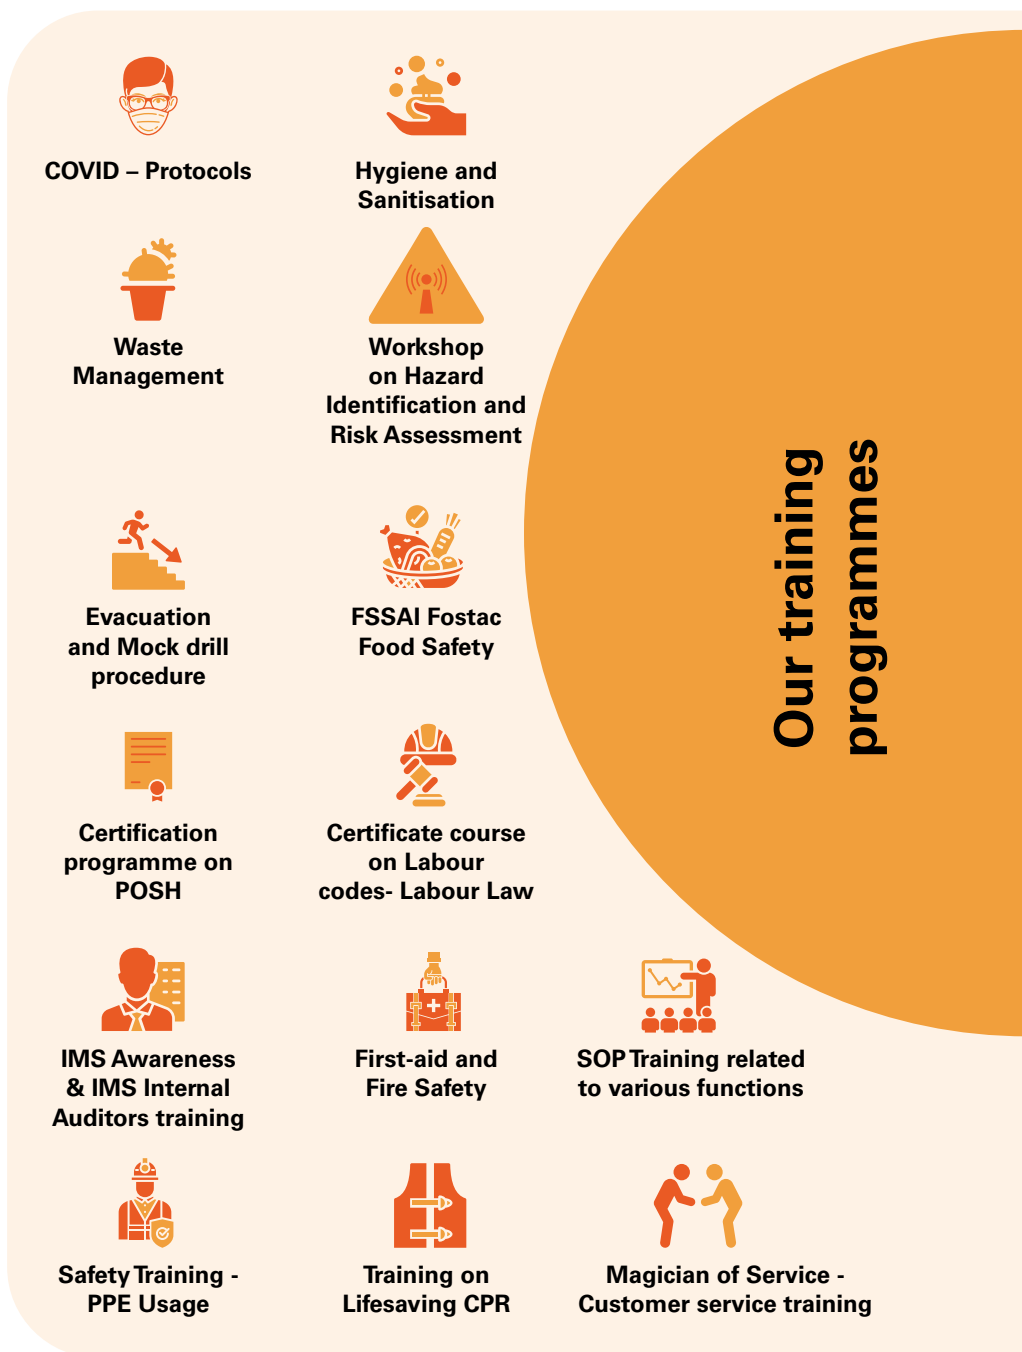 COVID – Protocols
Hygiene and
Sanitisation
Waste
Management
Workshop
on Hazard
Identification and
Risk Assessment
Our training
programmes
Evacuation
and Mock drill
procedure
FSSAI Fostac
Food Safety
Certification
programme on
POSH
Certificate course
on Labour
codes- Labour Law
IMS Awareness
& IMS Internal
Auditors training
First-aid and
Fire Safety
SOP Training related
to various functions
Safety Training -
PPE Usage
Training on
Lifesaving CPR
Magician of Service -
Customer service training